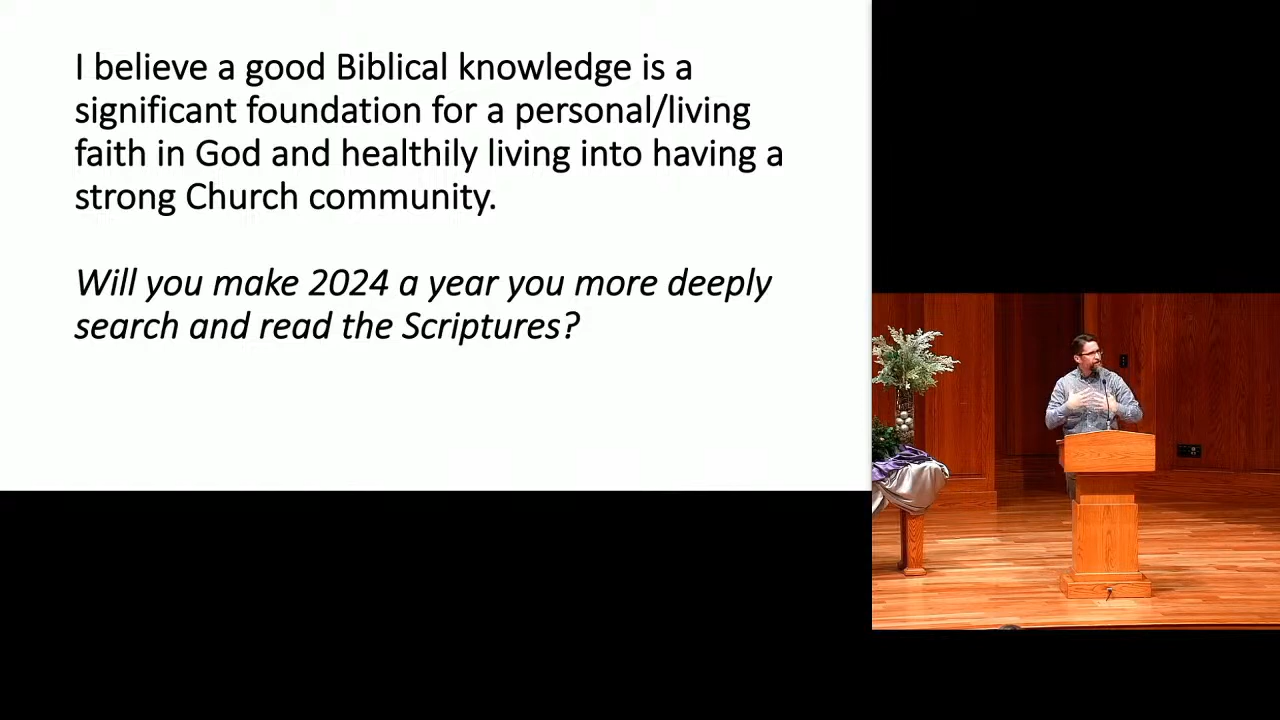 I believe a good Biblical knowledge is a
significant foundation for a personal/living
faith in God and healthily living into having a
strong Church community.
Will you make 2024 a year you more deeply
search and read the Scriptures?